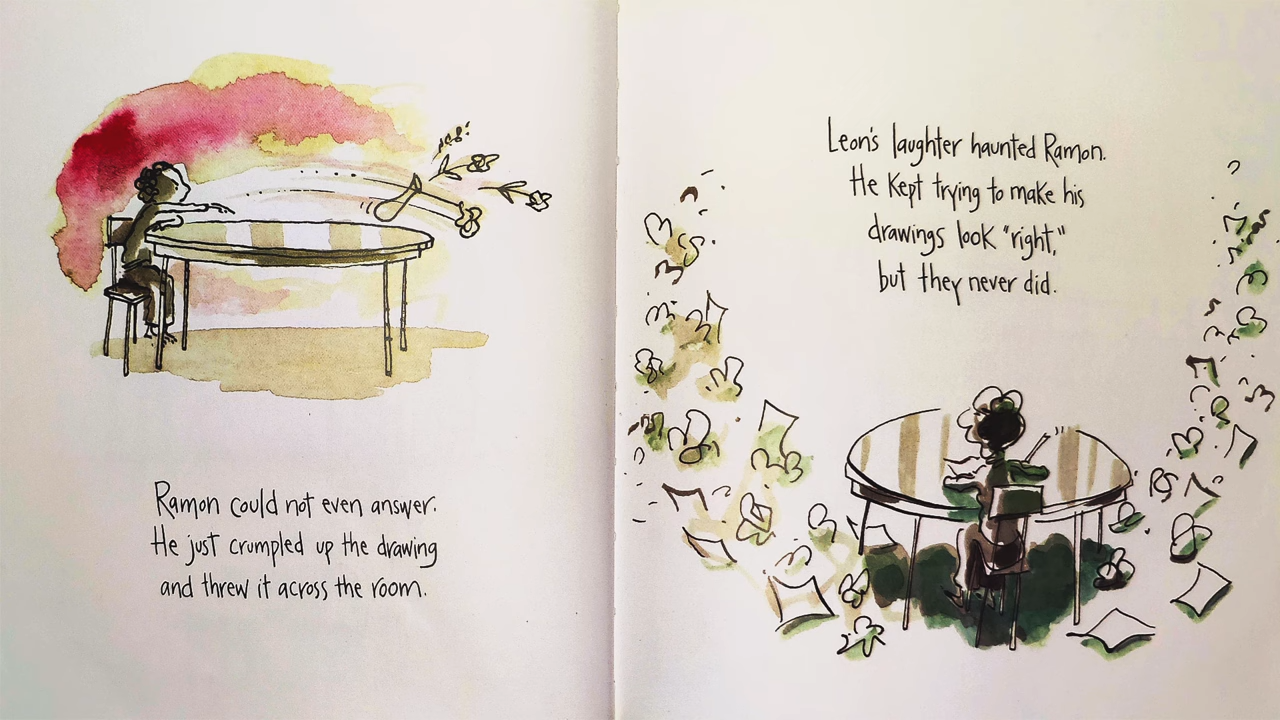 Ramon could not even answer.
He just crumpled up the drawing
and threw it across the room.
Leon's laughter haunted Ramon.
He kept trying to make his
drawings look "right,"
but they never did.